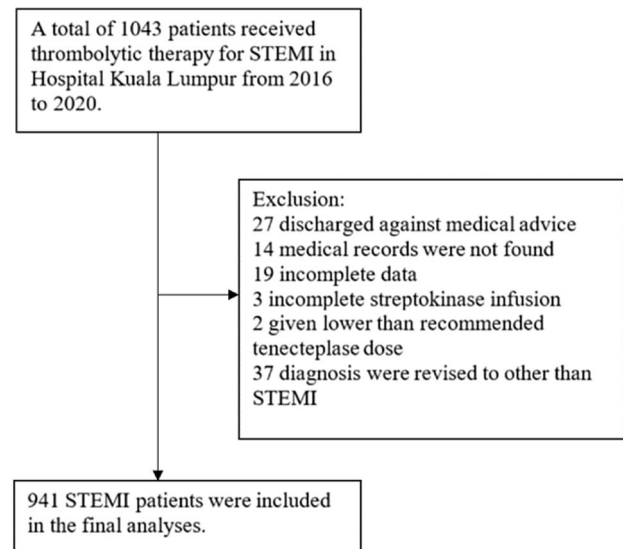 A total of 1043 patients received
thrombolytic therapy for STEMI in
Hospital Kuala Lumpur from 2016
to 2020.
Exclusion:
27 discharged against medical advice
14 medical records were not found
19 incomplete data
3 incomplete streptokinase infusion
2 given lower than recommended
tenecteplase dose
37 diagnosis were revised to other than
STEMI
941 STEMI patients were included
in the final analyses.